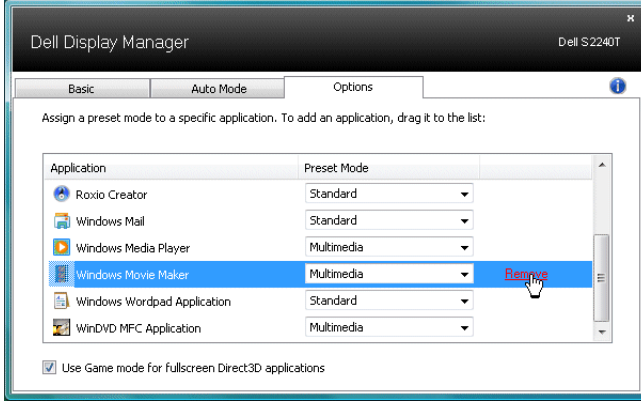 x
Dell Display Manager
Dell S2240T
Basic Auto Mode Options
Assign a preset mode to a specific application. To add an application, drag it to the list:
Application Preset Mode
Roxio Creator Standard
Windows Mail Standard
Windows Media Player Multimedia
Windows Movie Maker Multimedia Remove
Windows Wordpad Application Standard
WinDVD MFC Application Multimedia
Use Game mode for fullscreen Direct3D applications